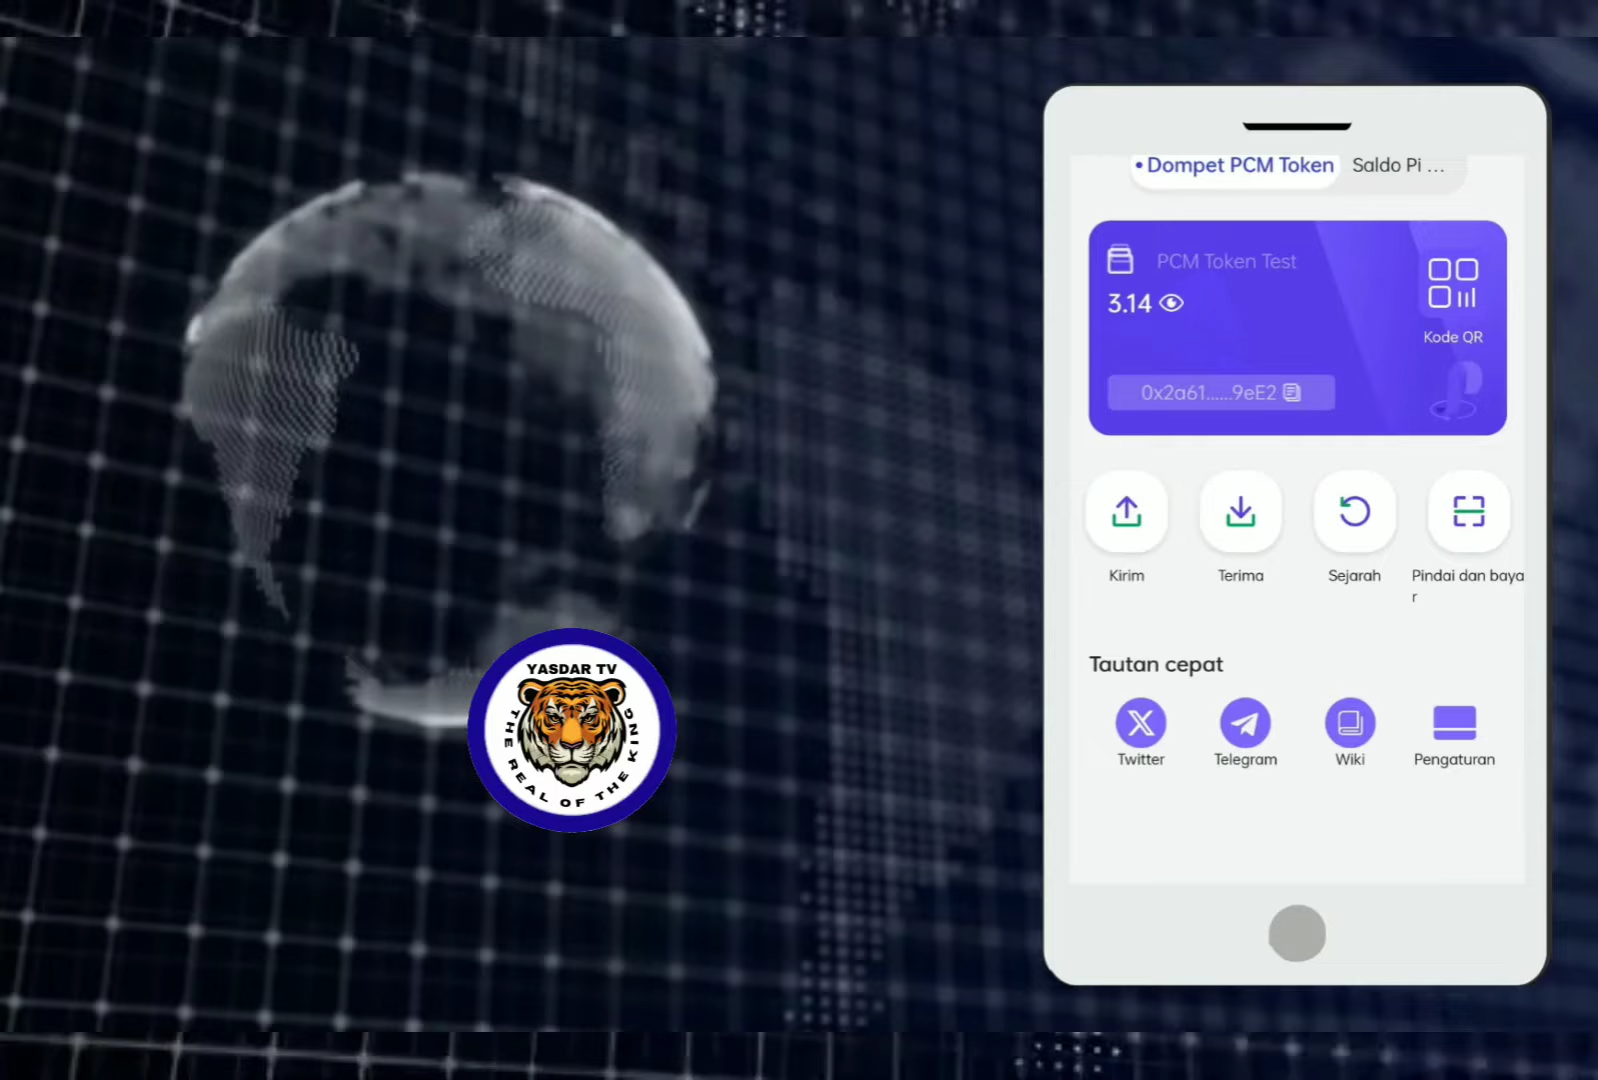 • Dompet PCM Token Saldo Pi ...
PCM Token Test
3.14
Kode QR
0x2a61......9eE2
Kirim Terima Sejarah Pindai dan baya
r
Tautan cepat
Twitter Telegram Wiki Pengaturan
YASDAR TV
THE REAL OF THE KING